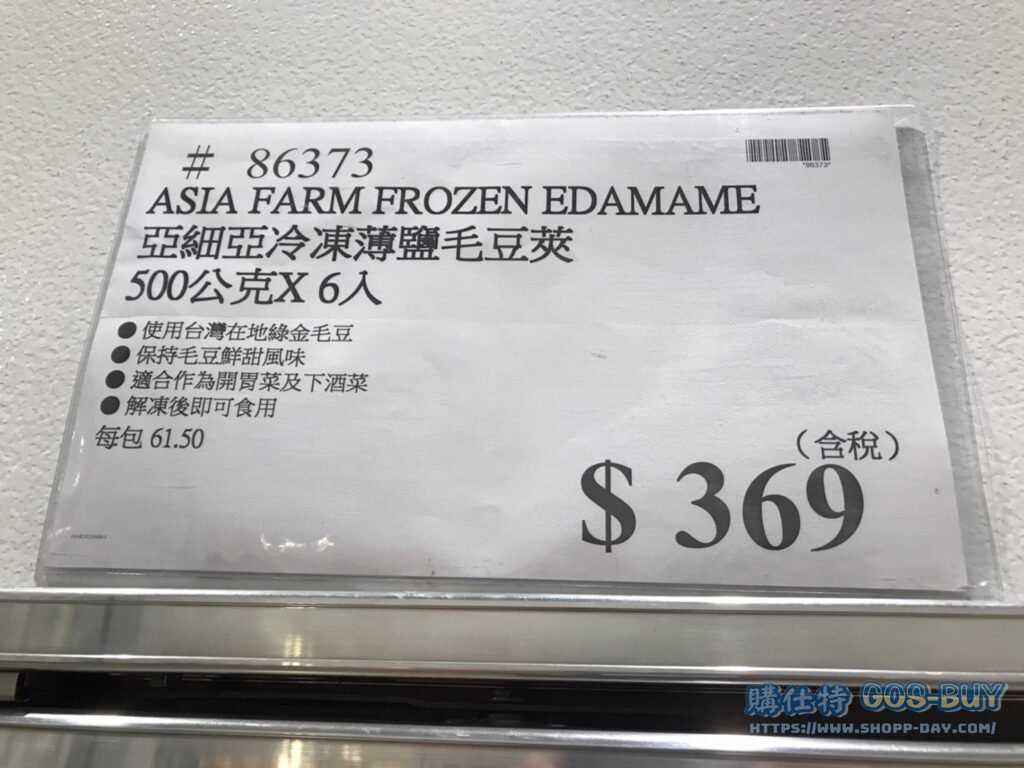 # 86373
*86373*
ASIA FARM FROZEN EDAMAME
亞細亞冷凍薄鹽毛豆莢
500公克X 6入
● 使用台灣在地綠金毛豆
● 保持毛豆鮮甜風味
● 適合作為開胃菜及下酒菜
● 解凍後即可食用
每包 61.50
（含稅）
$ 369
購仕特 COS-BUY
HTTPS://WWW.SHOPP-DAY.COM/